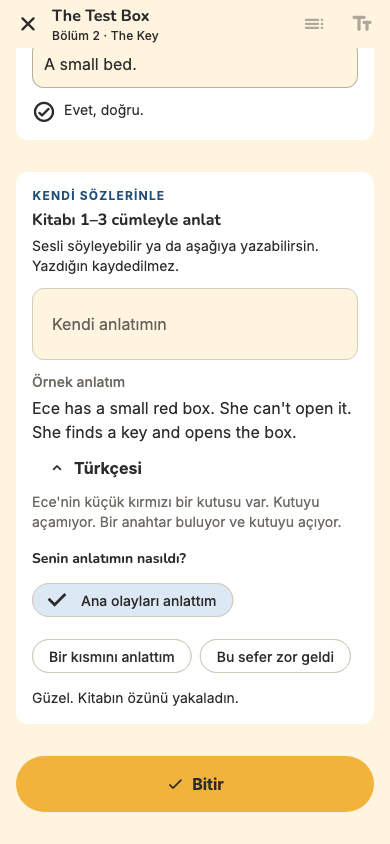 The Test Box
Bölüm 2 · The Key
A small bed.
Evet, doğru.
KENDİ SÖZLERİNLE
Kitabı 1–3 cümleyle anlat
Sesli söyleyebilir ya da aşağıya yazabilirsin.
Yazdığın kaydedilmez.
Kendi anlatımın
Örnek anlatım
Ece has a small red box. She can't open it.
She finds a key and opens the box.
Türkçesi
Ece'nin küçük kırmızı bir kutusu var. Kutuyu
açamıyor. Bir anahtar buluyor ve kutuyu açıyor.
Senin anlatımın nasıldı?
Ana olayları anlattım
Bir kısmını anlattım
Bu sefer zor geldi
Güzel. Kitabın özünü yakaladın.
Bitir